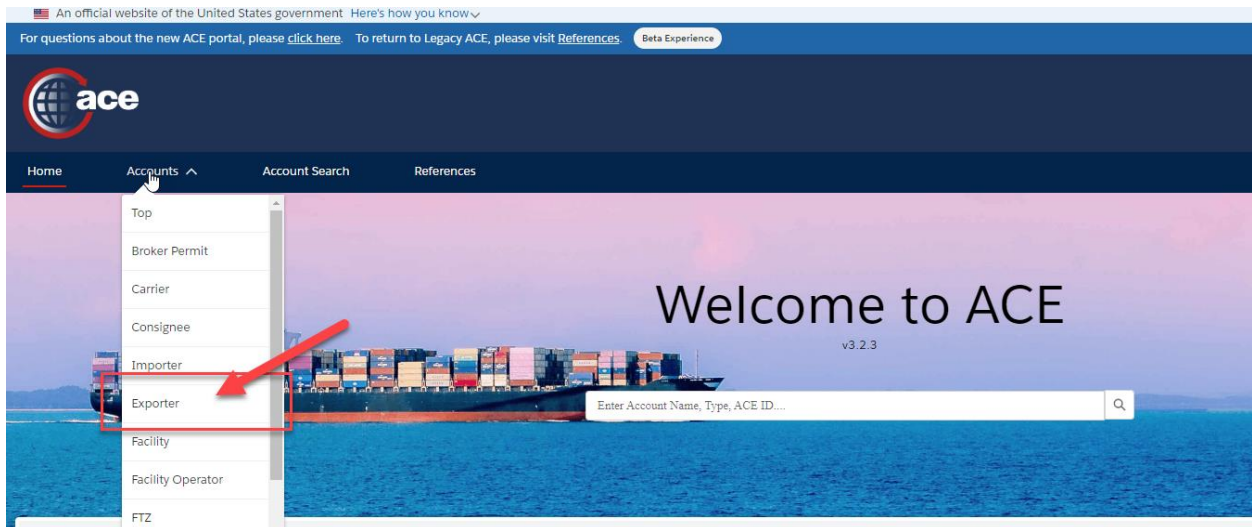 An official website of the United States government Here's how you know
For questions about the new ACE portal, please click here. To return to Legacy ACE, please visit References. Beta Experience
ace
Home Accounts Account Search References
Top
Broker Permit
Carrier
Consignee
Importer
Exporter
Facility
Facility Operator
FTZ
Welcome to ACE
v3.2.3
Enter Account Name, Type, ACE ID....